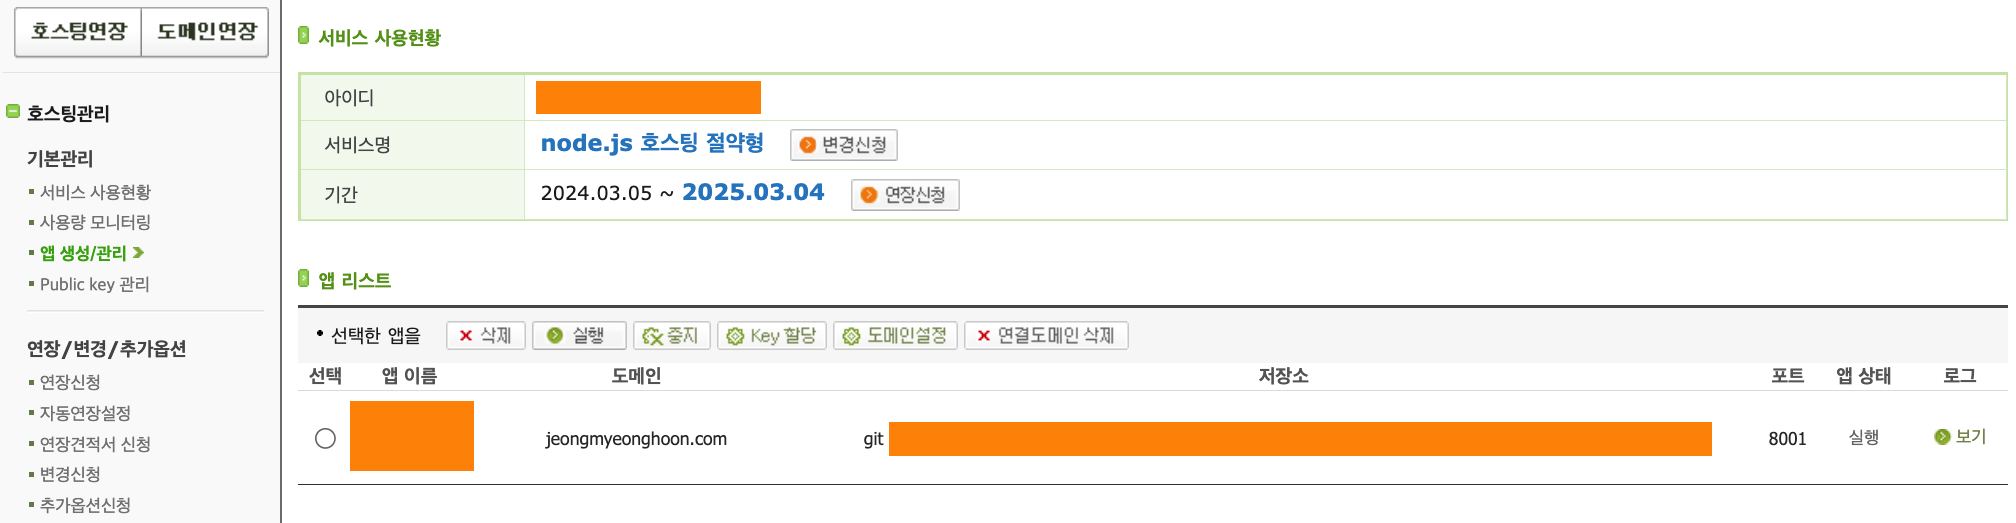 호스팅연장 도메인연장
호스팅관리
기본관리
서비스 사용현황
사용량 모니터링
앱 생성/관리
Public key 관리
연장/변경/추가옵션
연장신청
자동연장설정
연장견적서 신청
변경신청
추가옵션신청
서비스 사용현황
아이디
서비스명 node.js 호스팅 절약형 변경신청
기간 2024.03.05 ~ 2025.03.04 연장신청
앱 리스트
• 선택한 앱을 삭제 실행 중지 Key 할당 도메인설정 연결도메인 삭제
선택 앱 이름 도메인 저장소 포트 앱 상태 로그
jeongmyeonghoon.com git 8001 실행 보기